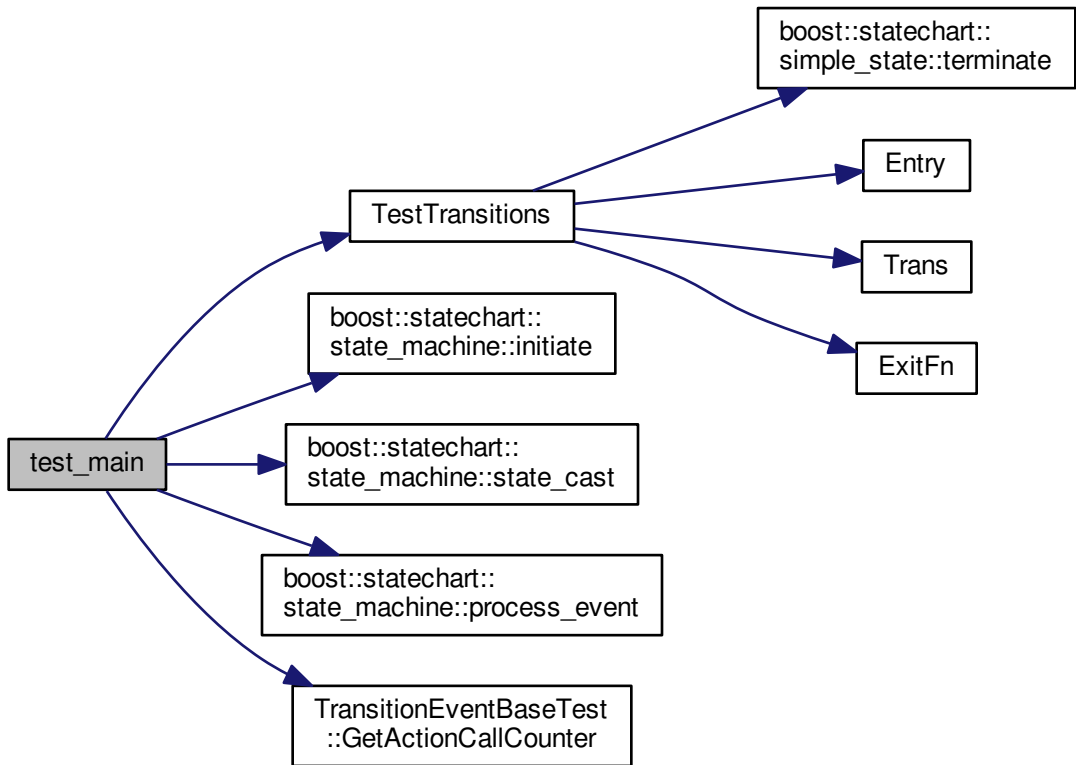 boost::statechart::
simple_state::terminate
Entry
TestTransitions
Trans
boost::statechart::
state_machine::initiate
ExitFn
test_main
boost::statechart::
state_machine::state_cast
boost::statechart::
state_machine::process_event
TransitionEventBaseTest
::GetActionCallCounter